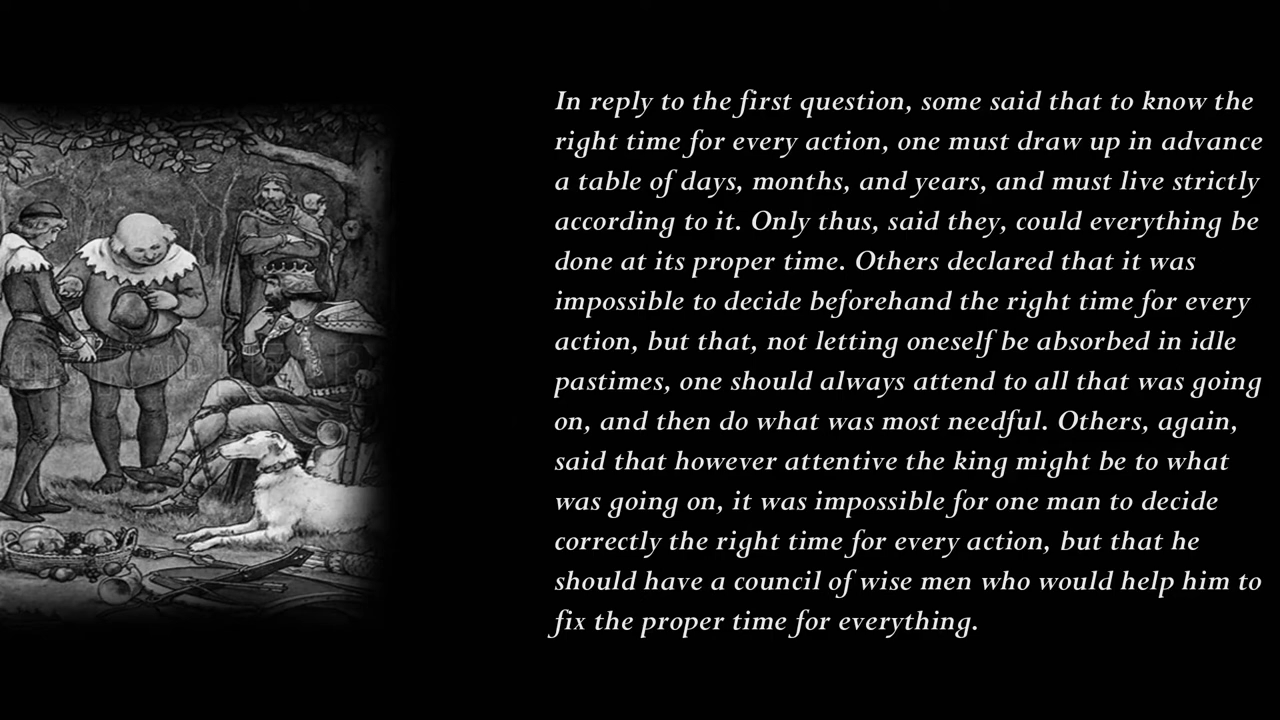 In reply to the first question, some said that to know the
right time for every action, one must draw up in advance
a table of days, months, and years, and must live strictly
according to it. Only thus, said they, could everything be
done at its proper time. Others declared that it was
impossible to decide beforehand the right time for every
action, but that, not letting oneself be absorbed in idle
pastimes, one should always attend to all that was going
on, and then do what was most needful. Others, again,
said that however attentive the king might be to what
was going on, it was impossible for one man to decide
correctly the right time for every action, but that he
should have a council of wise men who would help him to
fix the proper time for everything.